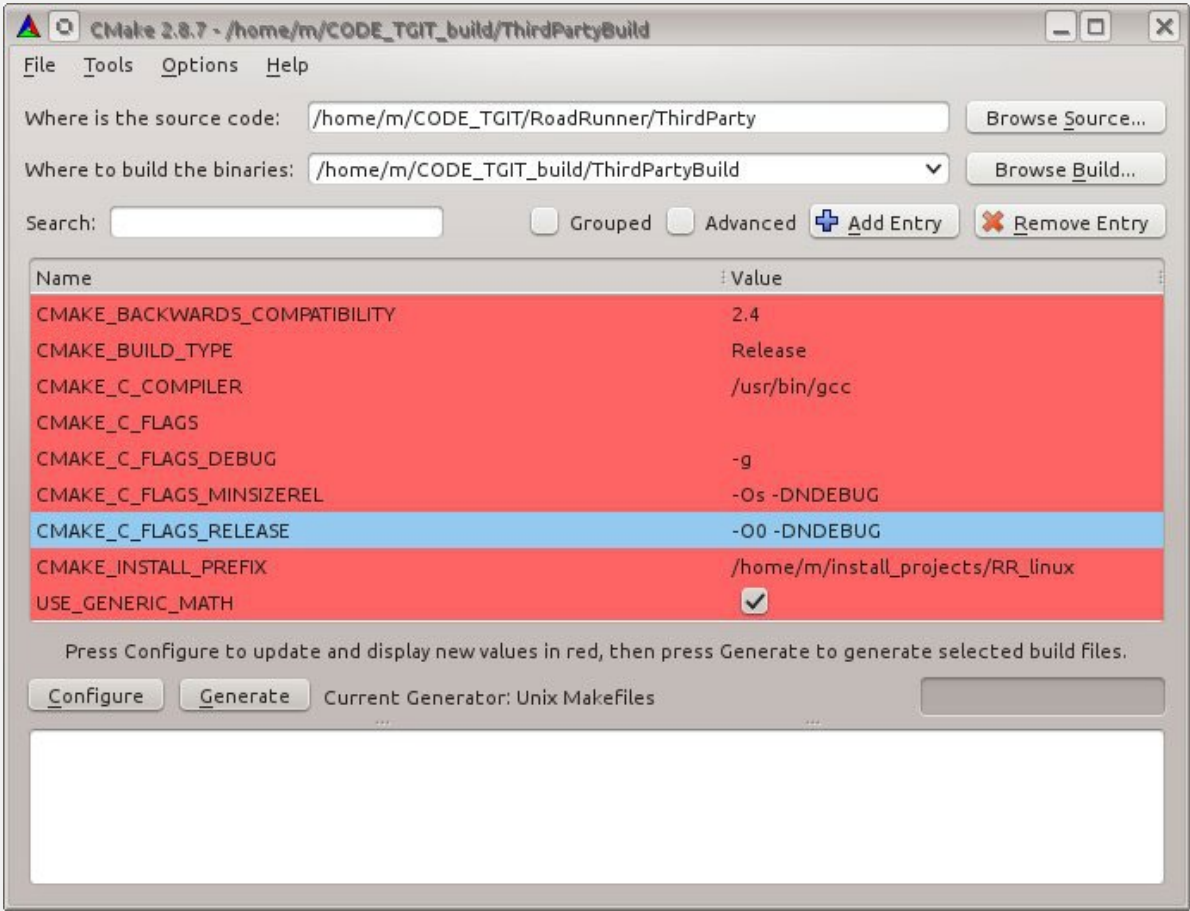 CMake 2.8.7 - /home/m/CODE_TGIT_build/ThirdPartyBuild
File Tools Options Help
Where is the source code: /home/m/CODE_TGIT/RoadRunner/ThirdParty Browse Source...
Where to build the binaries: /home/m/CODE_TGIT_build/ThirdPartyBuild Browse Build...
Search: Grouped Advanced Add Entry Remove Entry
Name Value
CMAKE_BACKWARDS_COMPATIBILITY 2.4
CMAKE_BUILD_TYPE Release
CMAKE_C_COMPILER /usr/bin/gcc
CMAKE_C_FLAGS
CMAKE_C_FLAGS_DEBUG -g
CMAKE_C_FLAGS_MINSIZEREL -Os -DNDEBUG
CMAKE_C_FLAGS_RELEASE -O0 -DNDEBUG
CMAKE_INSTALL_PREFIX /home/m/install_projects/RR_linux
USE_GENERIC_MATH
Press Configure to update and display new values in red, then press Generate to generate selected build files.
Configure Generate Current Generator: Unix Makefiles